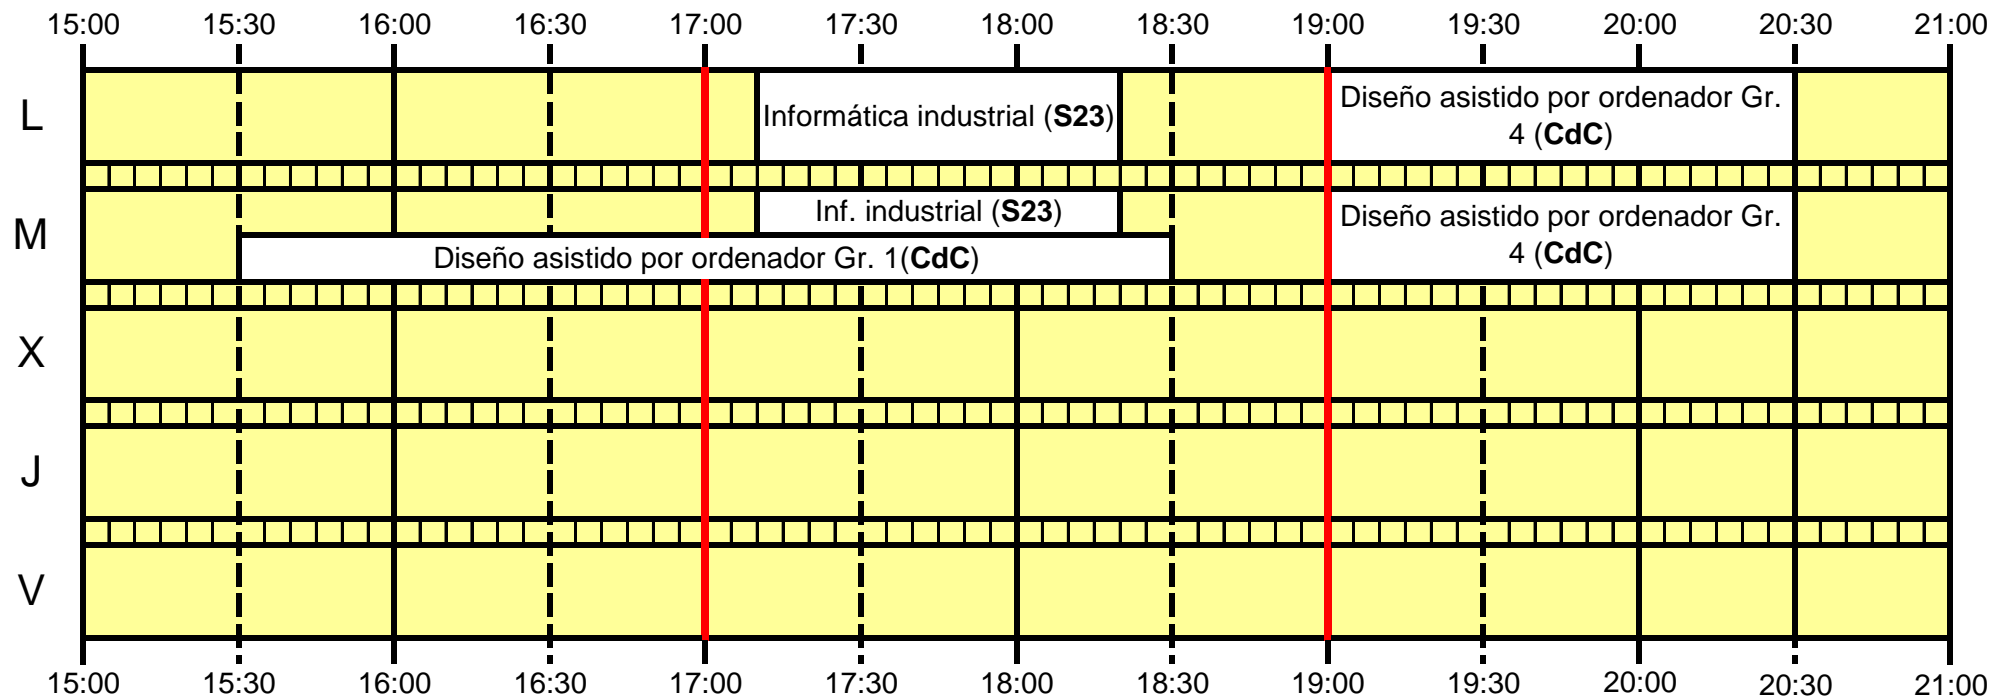 15:00 15:30 16:00 16:30 17:00 17:30 18:00 18:30 19:00 19:30 20:00 20:30 21:00
L
Informática industrial (S23)
Diseño asistido por ordenador Gr.
4 (CdC)
M
Inf. industrial (S23)
Diseño asistido por ordenador Gr. 1(CdC)
Diseño asistido por ordenador Gr.
4 (CdC)
X
J
V
15:00 15:30 16:00 16:30 17:00 17:30 18:00 18:30 19:00 19:30 20:00 20:30 21:00